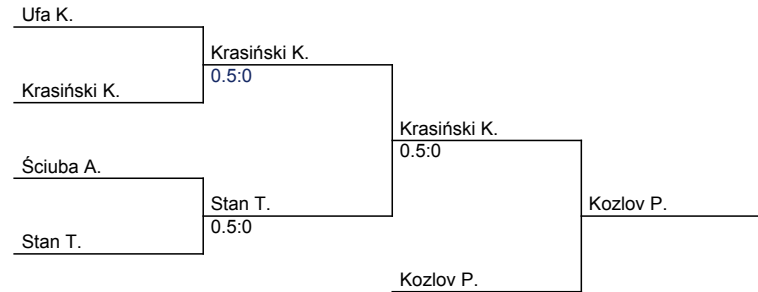 Ufa K.
Krasiński K.
0.5:0
Krasiński K.
Krasiński K.
0.5:0
Ściuba A.
Stan T.
0.5:0
Kozlov P.
Stan T.
Kozlov P.